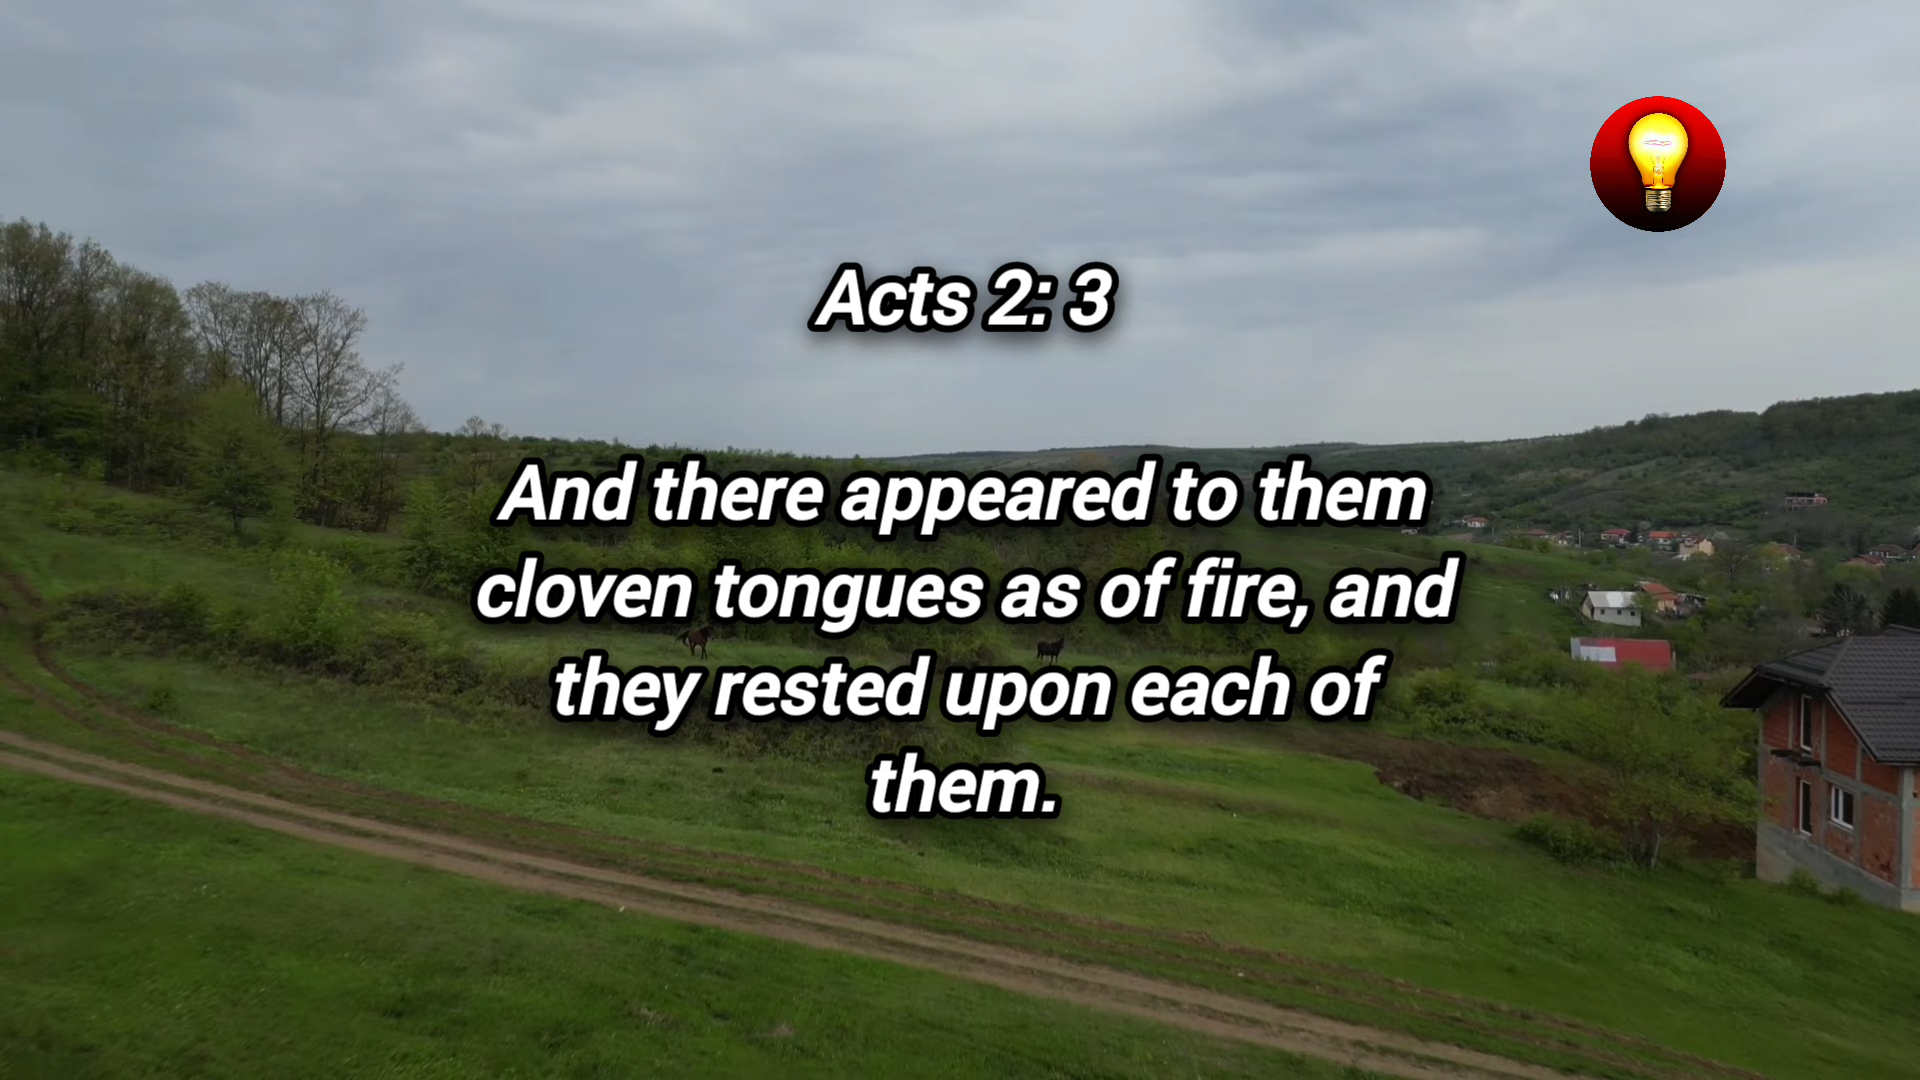 Acts 2: 3
And there appeared to them
cloven tongues as of fire, and
they rested upon each of
them.